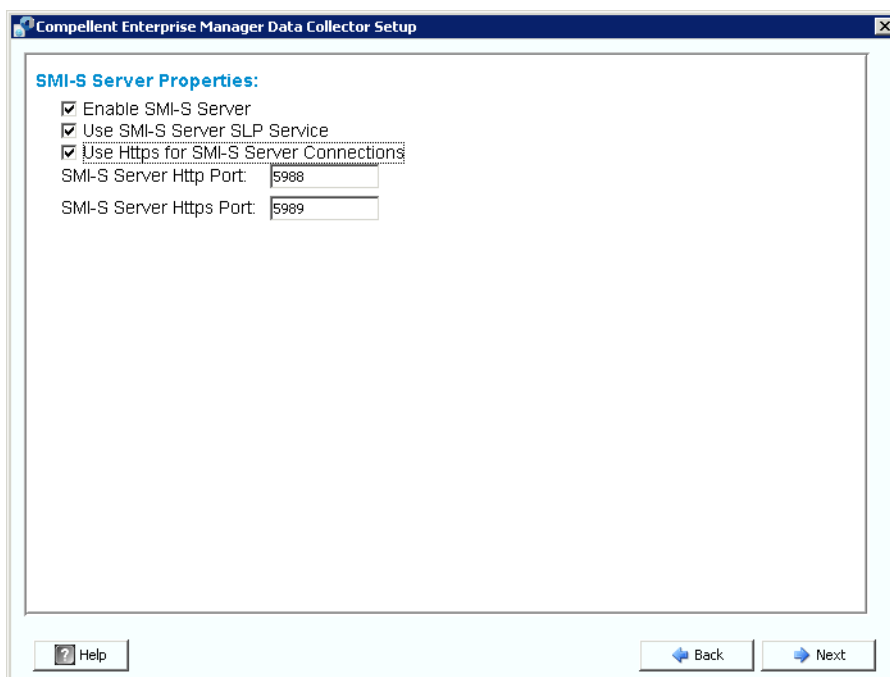 Compellent Enterprise Manager Data Collector Setup
SMI-S Server Properties:
Enable SMI-S Server
Use SMI-S Server SLP Service
Use Https for SMI-S Server Connections
SMI-S Server Http Port: 5988
SMI-S Server Https Port: 5989
? Help
Back
Next